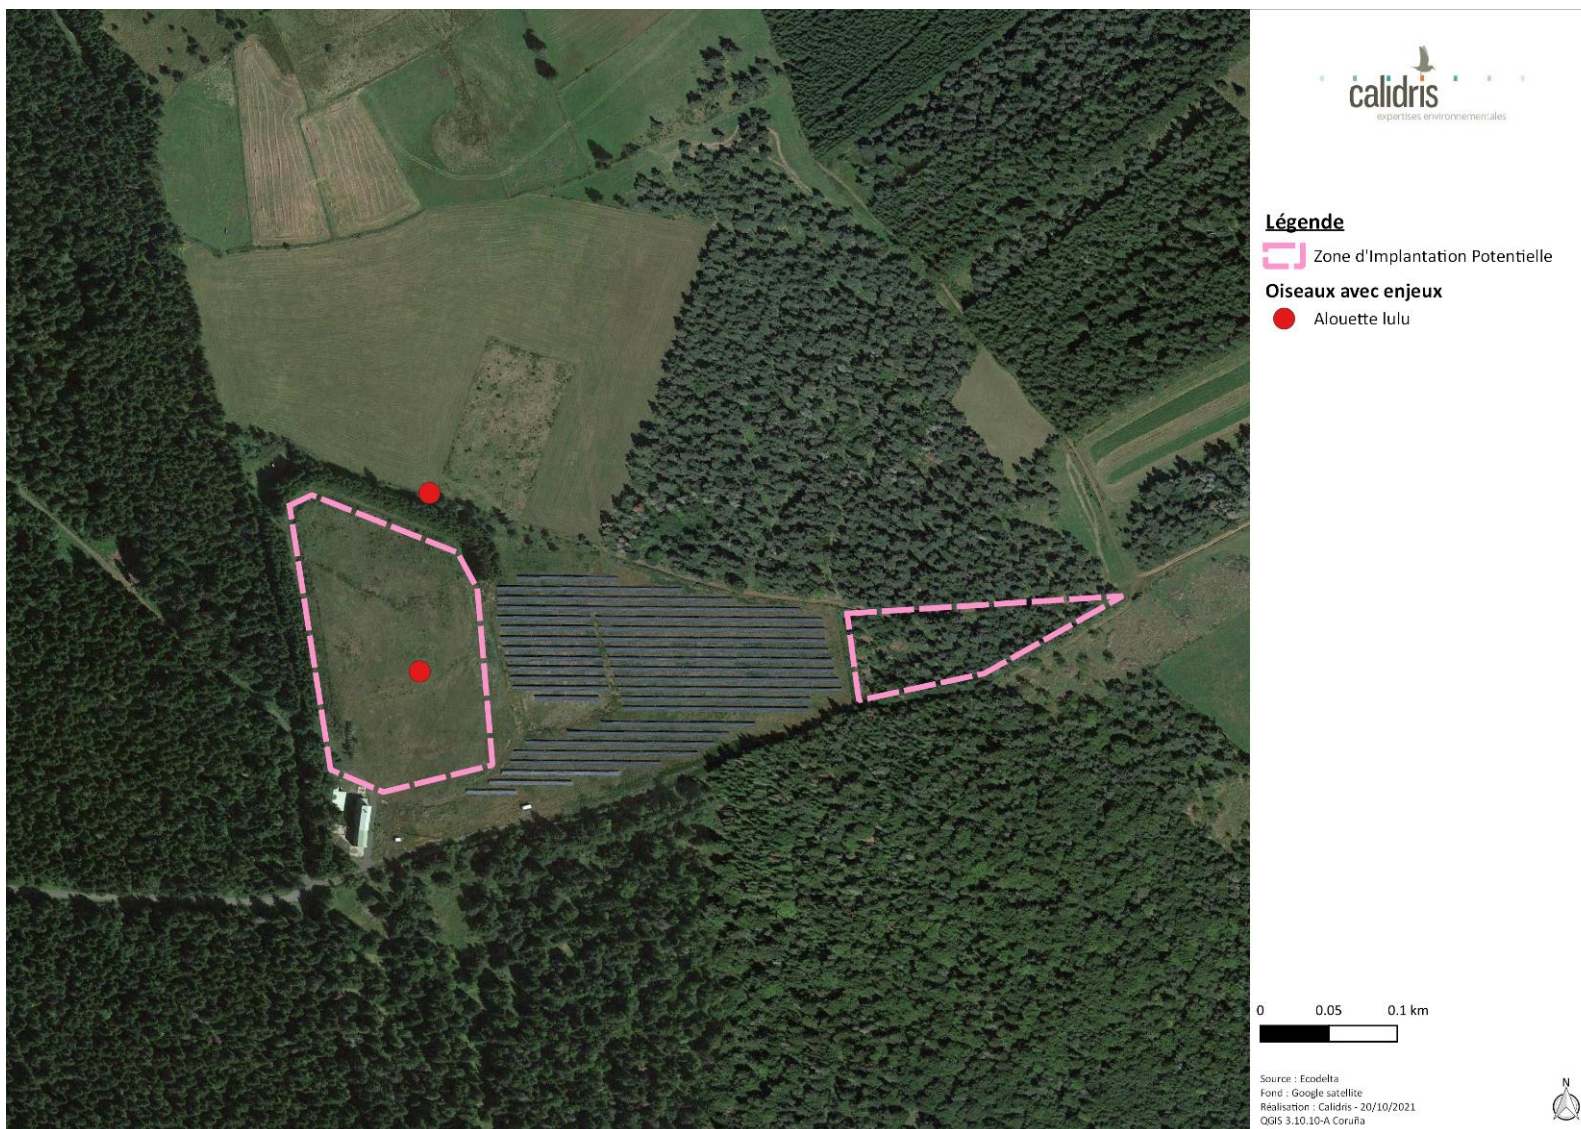 calidris
expertises environnementales
Légende
Zone d'Implantation Potentielle
Oiseaux avec enjeux
Alouette lulu
0 0.05 0.1 km
Source : Ecodelta
Fond : Google satellite
Réalisation : Calidris - 20/10/2021
QGIS 3.10.10-A Coruña
N